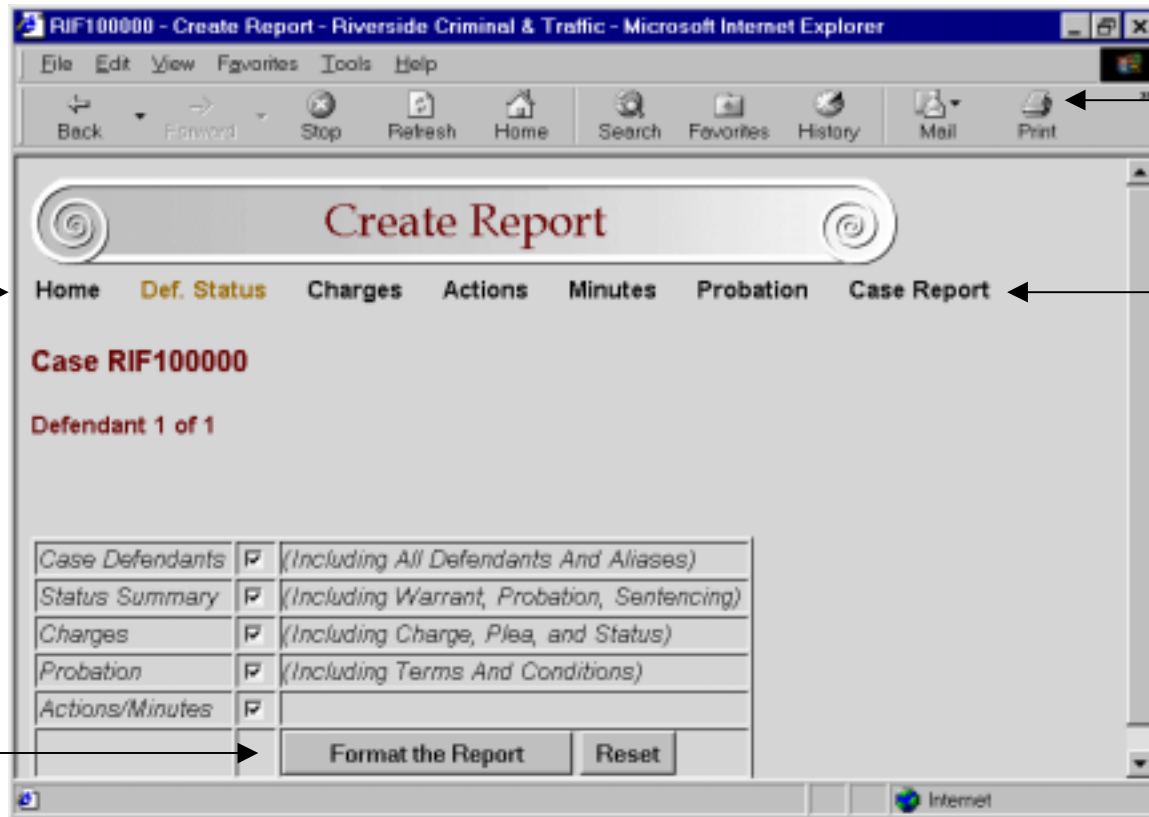 RIF100000 - Create Report - Riverside Criminal & Traffic - Microsoft Internet Explorer
File Edit View Favorites Tools Help
Back Forward Stop Refresh Home Search Favorites History Mail Print
Create Report
Home Def. Status Charges Actions Minutes Probation Case Report
Case RIF100000
Defendant 1 of 1
Case Defendants (Including All Defendants And Aliases)
Status Summary (Including Warrant, Probation, Sentencing)
Charges (Including Charge, Plea, and Status)
Probation (Including Terms And Conditions)
Actions/Minutes
Format the Report Reset
Internet